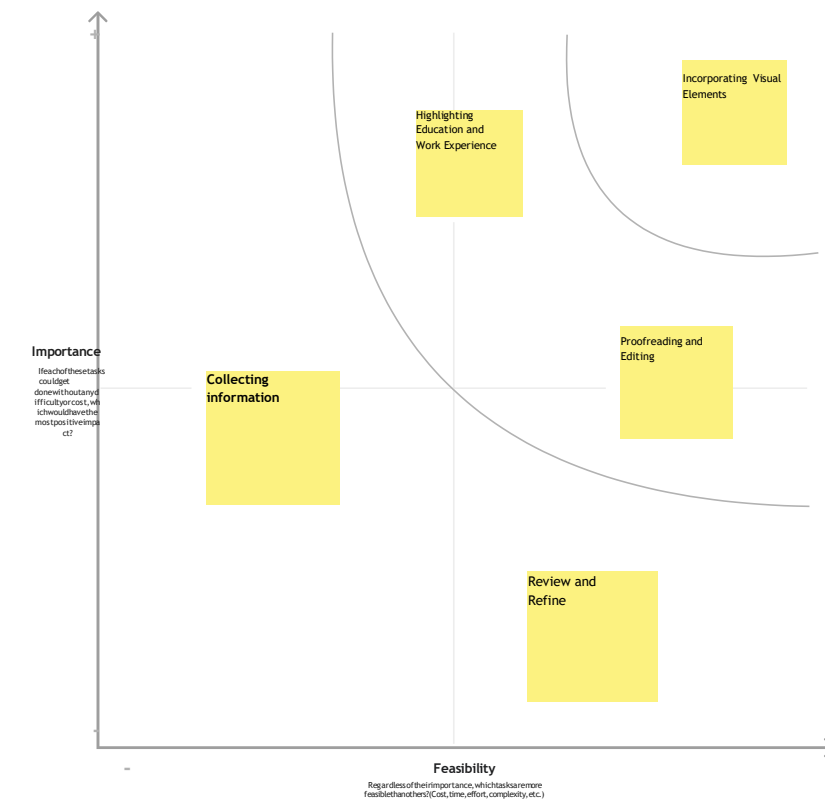 +
Incorporating Visual
Elements
Highlighting
Education and
Work Experience
Proofreading and
Editing
Importance
Ifeachofthesetasks
couldget
donewithoutanyd
ifficultyorcost,wh
ichwouldhavethe
mostpositiveimpa
ct?
Collecting
information
Review and
Refine
-
-
Feasibility
Regardlessoftheirimportance,whichtasksaremore
feasiblethanothers?(Cost,time,effort,complexity,etc.)